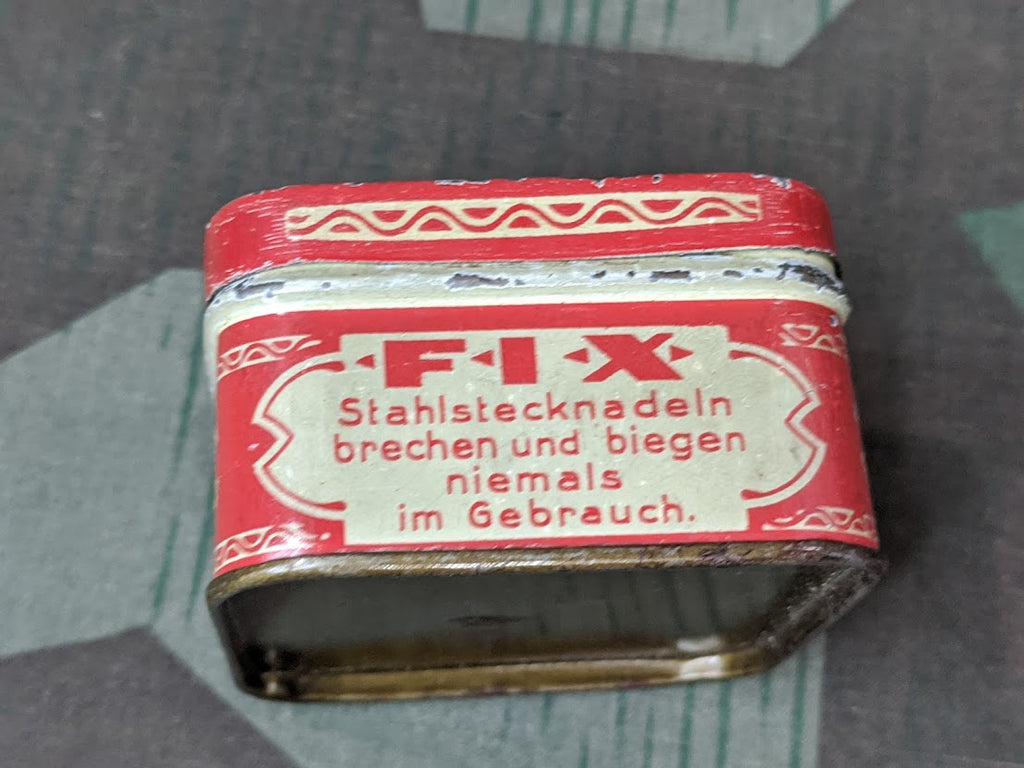 FIX
Stahlstecknadeln
brechen und biegen
niemals
im Gebrauch.